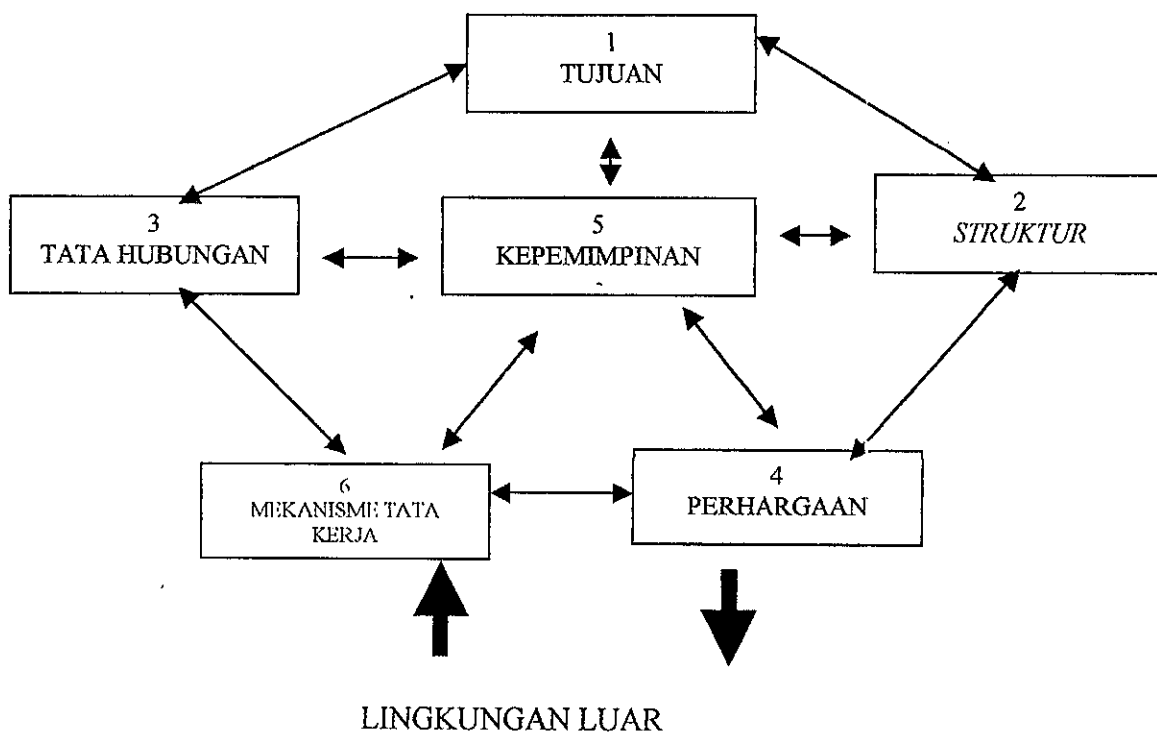 1
TUJUAN
3
TATA HUBUNGAN
5
KEPEMIMPINAN
2
STRUKTUR
6
MEKANISME TATA
KERJA
4
PERHARGAAN
LINGKUNGAN LUAR